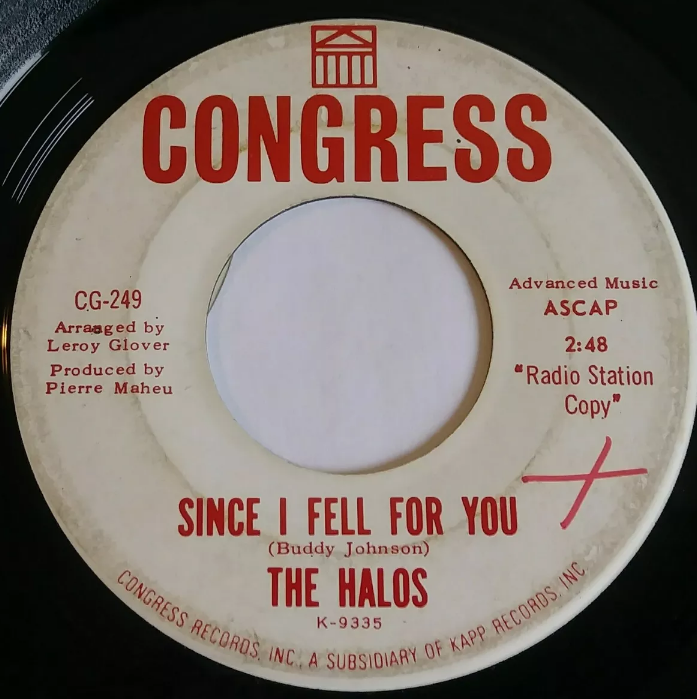 CONGRESS
CG-249
Arranged by
Leroy Glover
Produced by
Pierre Maheu
Advanced Music
ASCAP
2:48
"Radio Station
Copy"
SINCE I FELL FOR YOU
(Buddy Johnson)
THE HALOS
K-9335
CONGRESS RECORDS, INC., A SUBSIDIARY OF KAPP RECORDS, INC.